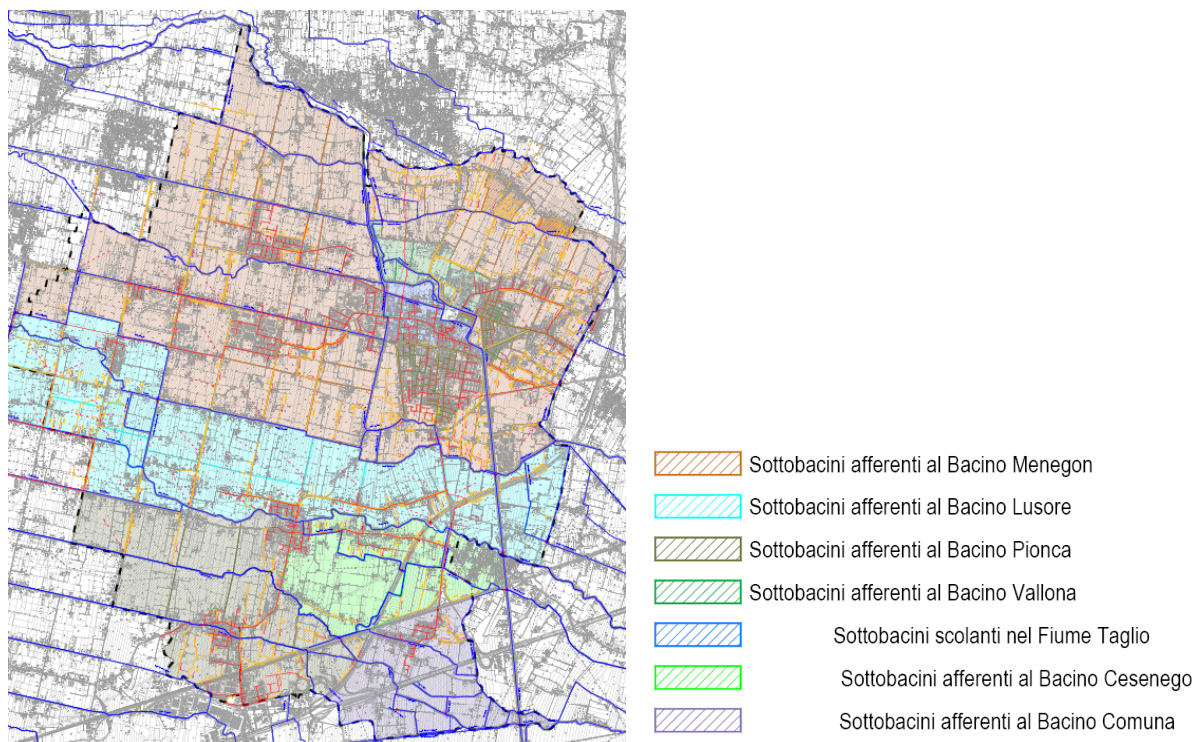 Sottobacini afferenti al Bacino Menegon
Sottobacini afferenti al Bacino Lusore
Sottobacini afferenti al Bacino Pionca
Sottobacini afferenti al Bacino Vallona
Sottobacini scolanti nel Fiume Taglio
Sottobacini afferenti al Bacino Cesenego
Sottobacini afferenti al Bacino Comuna